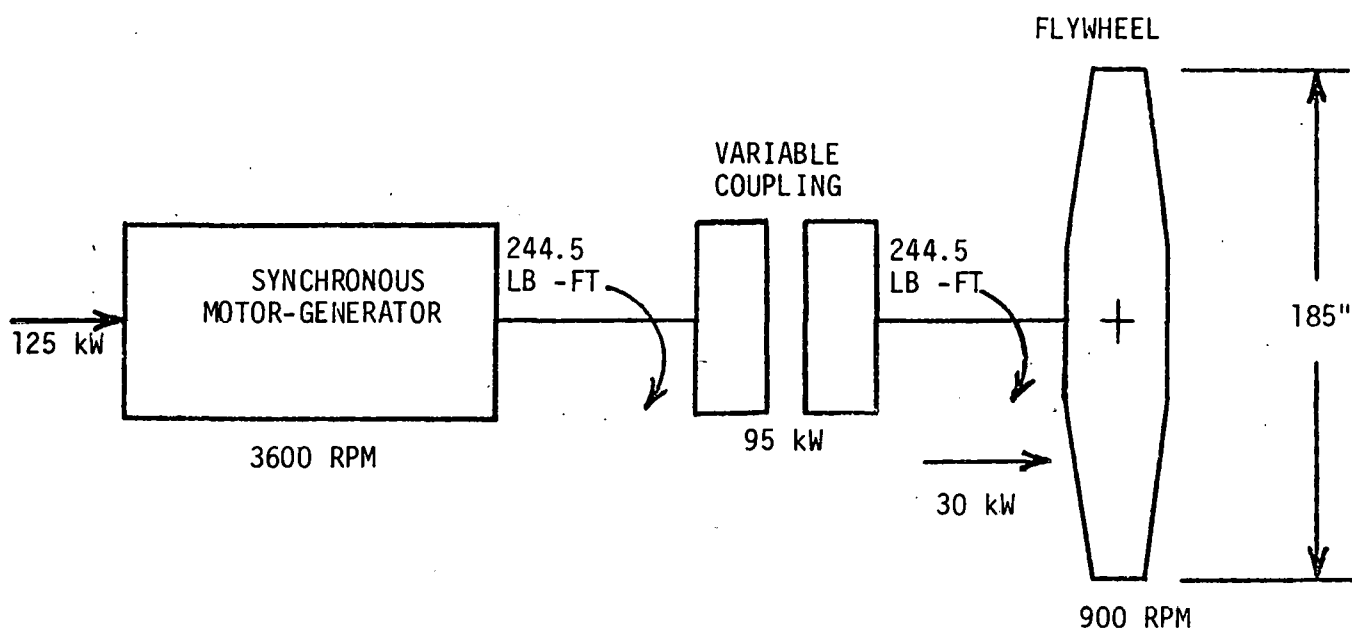 FLYWHEEL
VARIABLE
COUPLING
244.5
LB -FT
244.5
LB -FT
SYNCHRONOUS
MOTOR-GENERATOR
185"
125 kW
95 kW
3600 RPM
30 kW
900 RPM